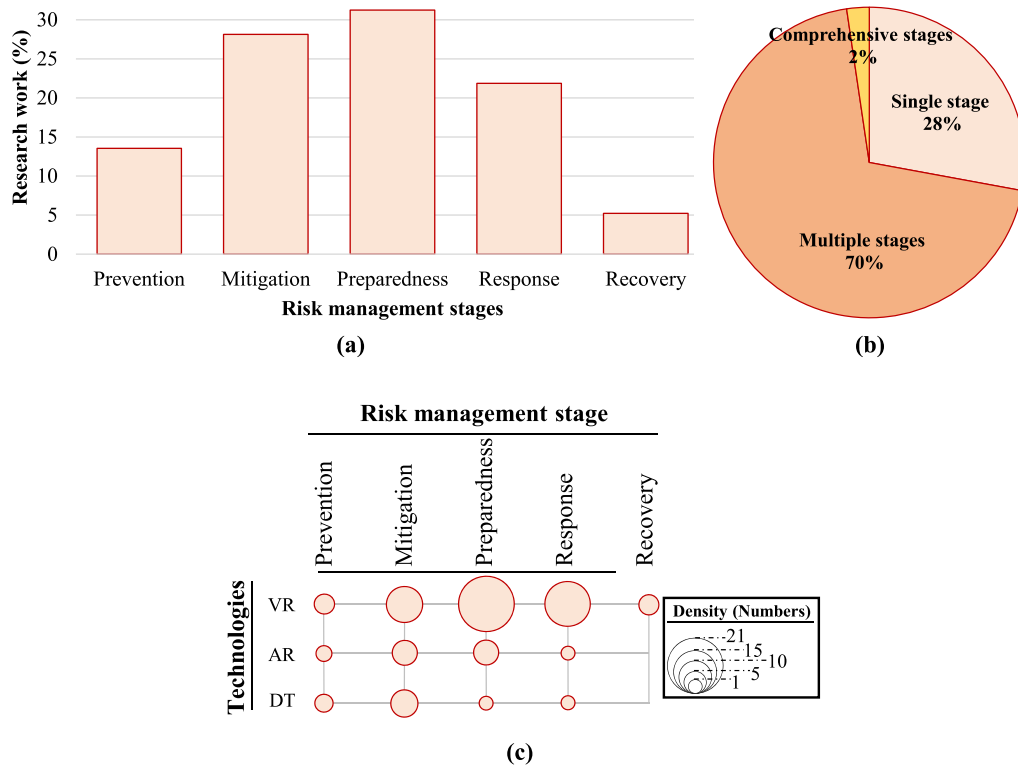 30
25
20
15
10
5
0
Research work (%)
Prevention
Mitigation
Preparedness
Response
Recovery
Risk management stages
(a)
Comprehensive stages
2%
Single stage
28%
Multiple stages
70%
(b)
Risk management stage
Prevention
Mitigation
Preparedness
Response
Recovery
Technologies
VR
AR
DT
Density (Numbers)
21
15
10
5
1
(c)